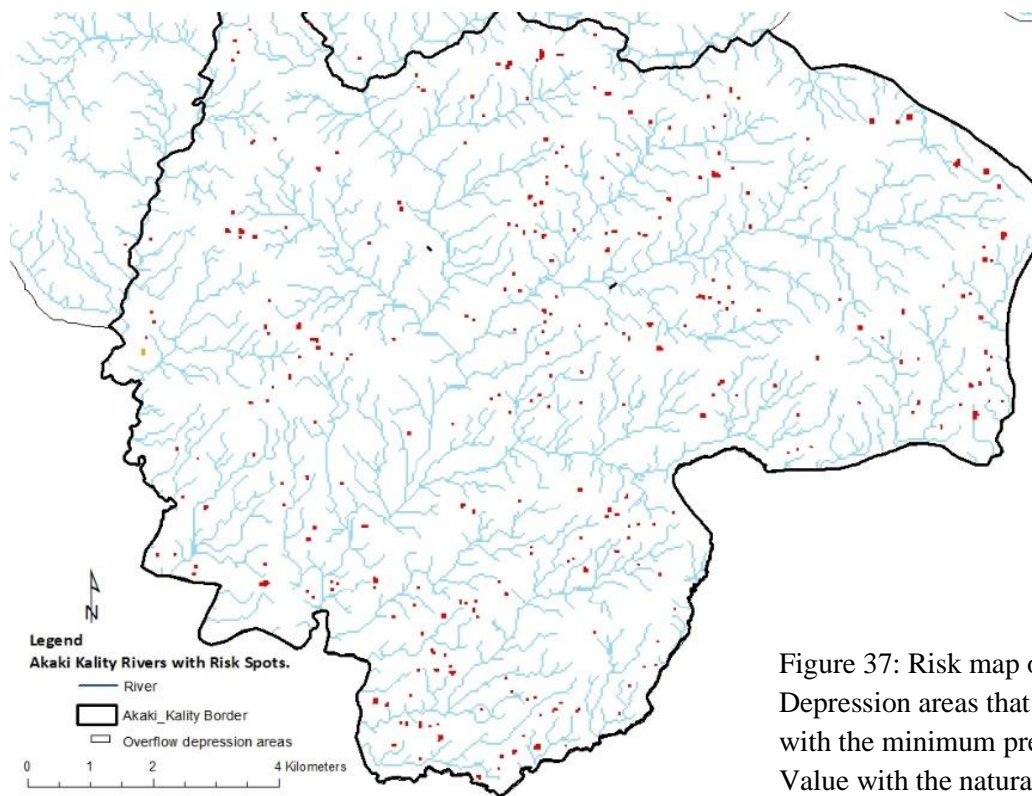 N
Legend
Akaki Kality Rivers with Risk Spots.
River
Akaki_Kality Border
Overflow depression areas
0 1 2 4 Kilometers
Figure 37: Risk map o
Depression areas that
with the minimum pre
Value with the natura